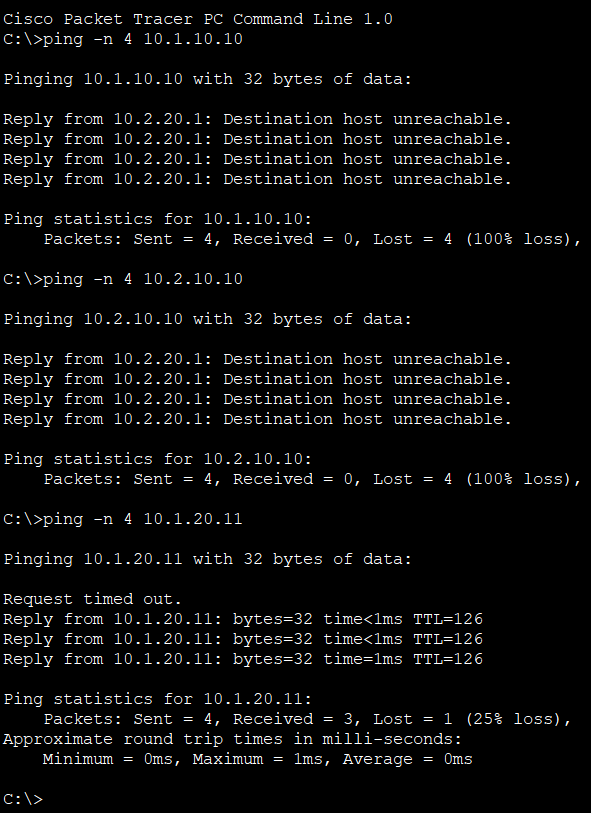 Cisco Packet Tracer PC Command Line 1.0
C:\>ping -n 4 10.1.10.10
Pinging 10.1.10.10 with 32 bytes of data:
Reply from 10.2.20.1: Destination host unreachable.
Reply from 10.2.20.1: Destination host unreachable.
Reply from 10.2.20.1: Destination host unreachable.
Reply from 10.2.20.1: Destination host unreachable.
Ping statistics for 10.1.10.10:
    Packets: Sent = 4, Received = 0, Lost = 4 (100% loss),
C:\>ping -n 4 10.2.10.10
Pinging 10.2.10.10 with 32 bytes of data:
Reply from 10.2.20.1: Destination host unreachable.
Reply from 10.2.20.1: Destination host unreachable.
Reply from 10.2.20.1: Destination host unreachable.
Reply from 10.2.20.1: Destination host unreachable.
Ping statistics for 10.2.10.10:
    Packets: Sent = 4, Received = 0, Lost = 4 (100% loss),
C:\>ping -n 4 10.1.20.11
Pinging 10.1.20.11 with 32 bytes of data:
Request timed out.
Reply from 10.1.20.11: bytes=32 time<1ms TTL=126
Reply from 10.1.20.11: bytes=32 time<1ms TTL=126
Reply from 10.1.20.11: bytes=32 time=1ms TTL=126
Ping statistics for 10.1.20.11:
    Packets: Sent = 4, Received = 3, Lost = 1 (25% loss),
Approximate round trip times in milli-seconds:
    Minimum = 0ms, Maximum = 1ms, Average = 0ms
C:\>